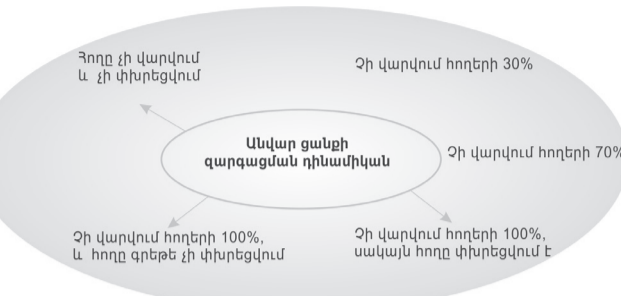 Հողը չի վարվում
և չի փխրեցվում
Չի վարվում հողերի 30%
Անվար ցանքի
զարգացման դինամիկան
Չի վարվում հողերի 70%
Չի վարվում հողերի 100%,
և հողը գրեթե չի փխրեցվում
Չի վարվում հողերի 100%,
սակայն հողը փխրեցվում է